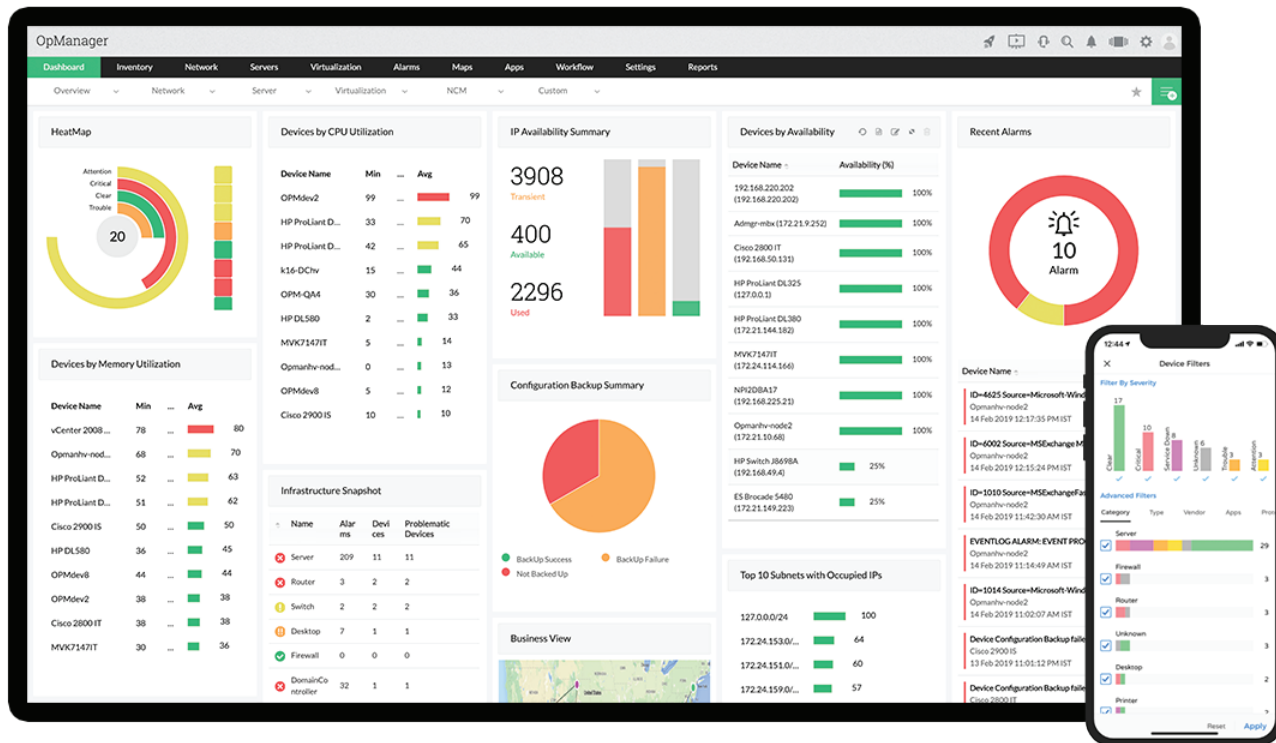 OpManager
Dashboard Inventory Network Servers Virtualization Alarms Maps Apps Workflow Settings Reports
Overview Network Server Virtualization NCM Custom
HeatMap
Attention
Critical
Clear
Trouble
20
Devices by Memory Utilization
Device Name Min ... Avg
vCenter 2008 ... 78 ... 80
Opmanhv-nod... 68 ... 70
HP ProLiant D... 52 ... 63
HP ProLiant D... 51 ... 62
Cisco 2900 IS 50 ... 50
HP DL580 36 ... 45
OPMdev8 44 ... 44
OPMdev2 38 ... 38
Cisco 2800 IT 38 ... 38
MVK7147IT 30 ... 36
Devices by CPU Utilization
Device Name Min ... Avg
OPMdev2 99 ... 99
HP ProLiant D... 33 ... 70
HP ProLiant D... 42 ... 65
k16-DChv 15 ... 44
OPM-QA4 30 ... 36
HP DL580 2 ... 33
MVK7147IT 5 ... 14
Opmanhv-nod... 0 ... 13
OPMdev8 5 ... 12
Cisco 2900 IS 10 ... 10
Infrastructure Snapshot
Name Alar Devi Problematic
ms ces Devices
Server 209 11 11
Router 3 2 2
Switch 2 2 2
Desktop 7 1 1
Firewall 0 0 0
DomainCo
ntroller 32 1 1
IP Availability Summary
3908
Transient
400
Available
2296
Used
Configuration Backup Summary
BackUp Success BackUp Failure
Not Backed Up
Business View
United States
Devices by Availability
Device Name Availability (%)
192.168.220.202
(192.168.220.202) 100%
Admgr-mbx (172.21.9.252) 100%
Cisco 2800 IT
(192.168.50.131) 100%
HP ProLiant DL325
(127.0.0.1) 100%
HP ProLiant DL380
(172.21.144.182) 100%
MVK7147IT
(172.24.114.166) 100%
NPI2DBA17
(192.168.225.21) 100%
Opmanhv-node2
(172.21.10.68) 100%
HP Switch J8698A
(192.168.49.4) 25%
ES Brocade 5480
(172.21.149.223) 25%
Top 10 Subnets with Occupied IPs
127.0.0.0/24 100
172.24.153.0/... 64
172.24.151.0/... 60
172.24.159.0/... 57
Recent Alarms
10
Alarm
Device Name
ID=4625 Source=Microsoft-Wind
Opmanhv-node2
14 Feb 2019 12:17:35 PM IST
ID=6002 Source=MSExchange M
Opmanhv-node2
14 Feb 2019 12:15:24 PM IST
ID=1010 Source=MSExchangeFas
Opmanhv-node2
14 Feb 2019 11:42:30 AM IST
EVENTLOG ALARM: EVENT PRO
Opmanhv-node2
14 Feb 2019 11:14:49 AM IST
ID=1014 Source=Microsoft-Wind
Opmanhv-node2
14 Feb 2019 11:02:07 AM IST
Device Configuration Backup faile
Cisco 2900 IS
13 Feb 2019 11:01:12 PM IST
Device Configuration Backup faile
Cisco 2800 IT
12:44
Device Filters
Filter By Severity
17 10 8 6 3 3
Clear Critical Service Down Unknown Trouble Attention
Advanced Filters
Category Type Vendor Apps
Server
29
Firewall
3
Router
3
Unknown
3
Desktop
2
Printer
2
Reset Apply